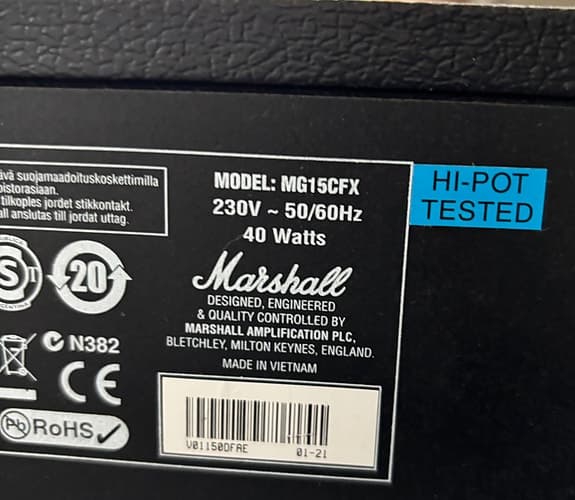 ävä suojamaadoituskoskettimilla
pistorasiaan.
tilkoples jordet stikkontakt.
all anslutas till jordat uttag.
MODEL: MG15CFX
230V ~ 50/60Hz
40 Watts
HI-POT
TESTED
S T
20
Marshall
DESIGNED, ENGINEERED
& QUALITY CONTROLLED BY
MARSHALL AMPLIFICATION PLC,
BLETCHLEY, MILTON KEYNES, ENGLAND.
MADE IN VIETNAM
N382
CE
Pb RoHS
V01150DFAE 01-21